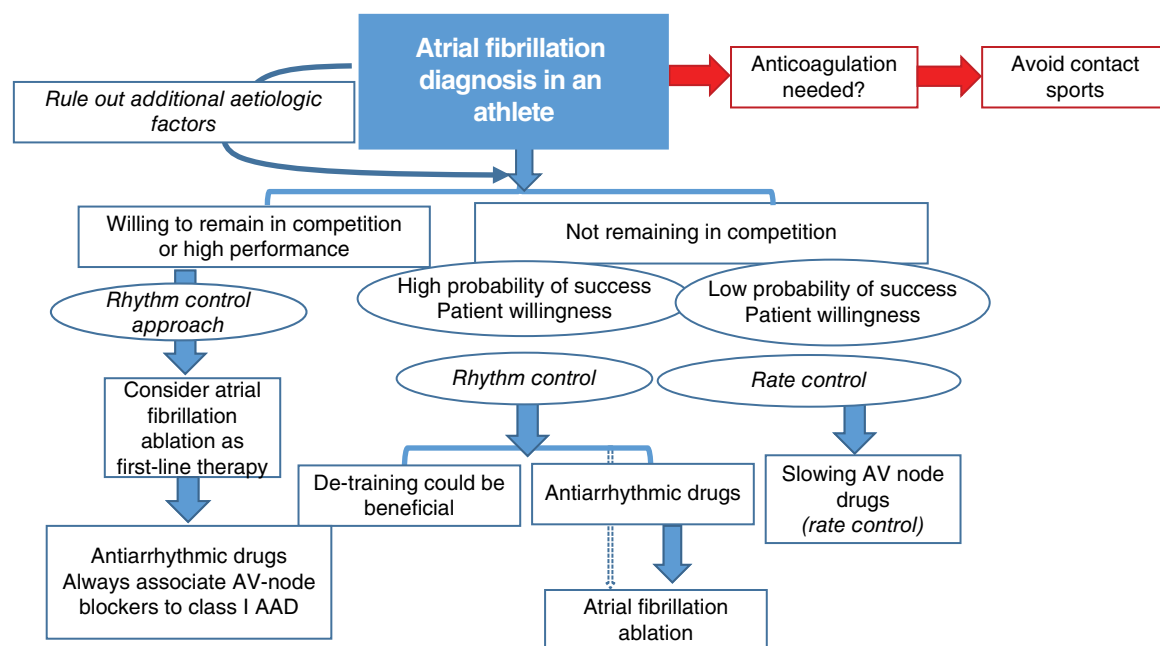 Atrial fibrillation
diagnosis in an
athlete
Anticoagulation
needed?
Avoid contact
sports
Rule out additional aetiologic
factors
Willing to remain in competition
or high performance
Not remaining in competition
High probability of success
Patient willingness
Low probability of success
Patient willingness
Rhythm control
approach
Rhythm control
Rate control
Consider atrial
fibrillation
ablation as
first-line therapy
De-training could be
beneficial
Antiarrhythmic drugs
Slowing AV node
drugs
(rate control)
Antiarrhythmic drugs
Always associate AV-node
blockers to class I AAD
Atrial fibrillation
ablation